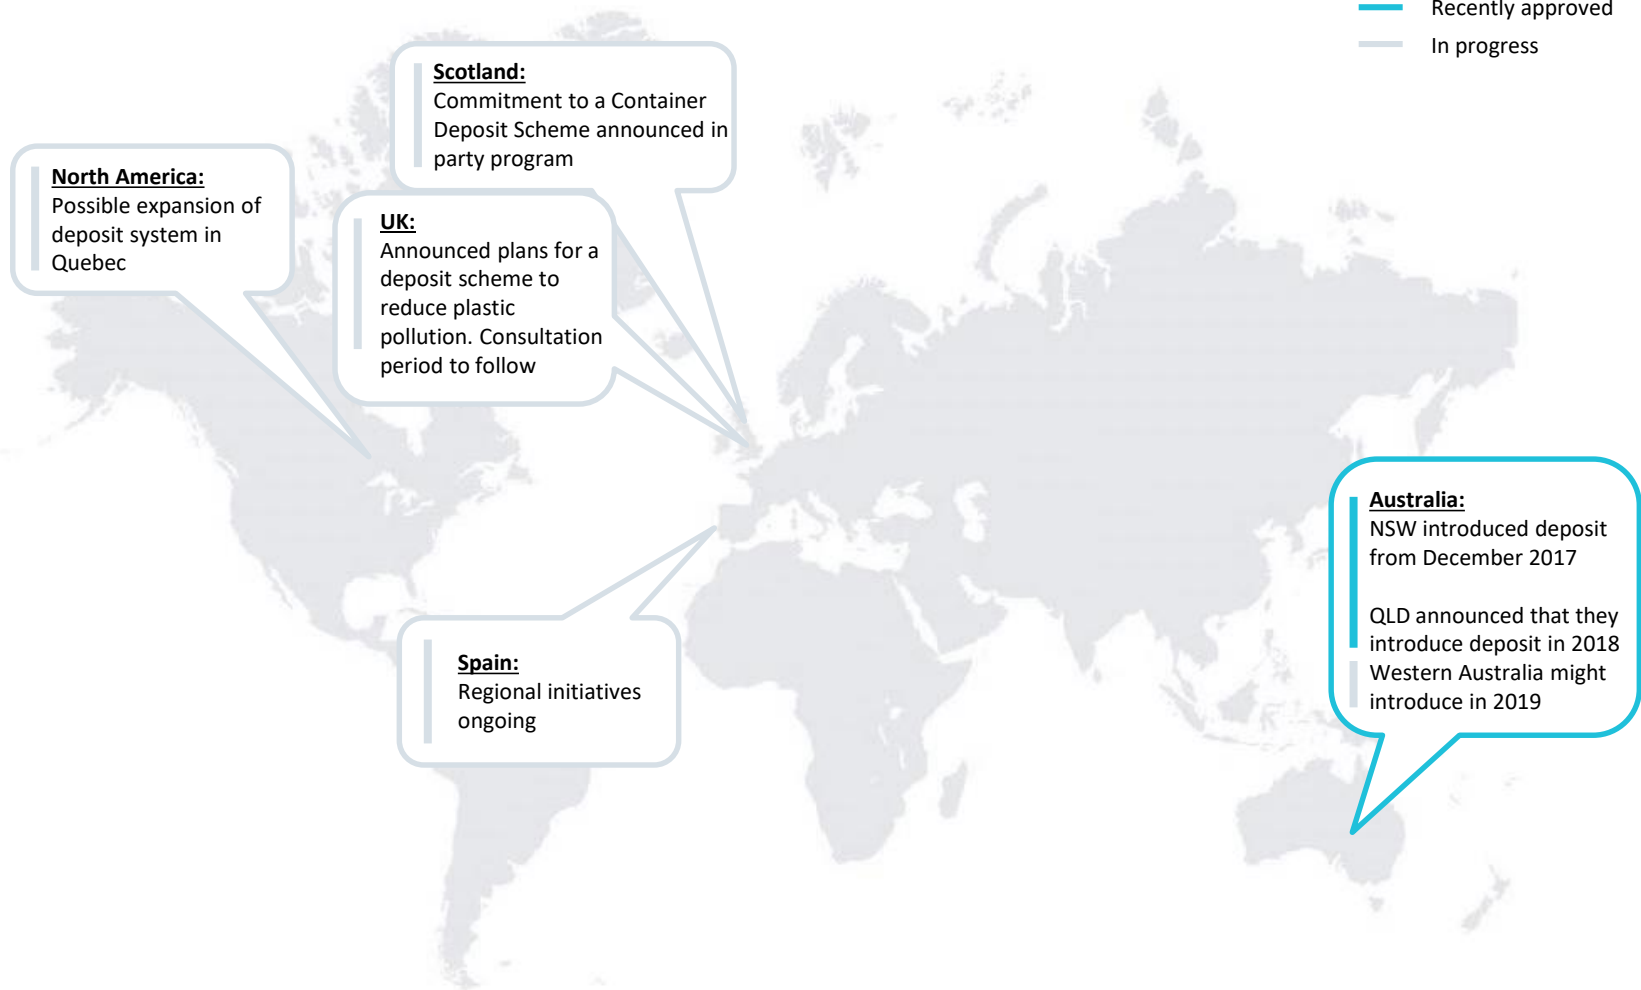 Recently approved
In progress
Scotland:
Commitment to a Container
Deposit Scheme announced in
party program
North America:
Possible expansion of
deposit system in
Quebec
UK:
Announced plans for a
deposit scheme to
reduce plastic
pollution. Consultation
period to follow
Australia:
NSW introduced deposit
from December 2017
QLD announced that they
introduce deposit in 2018
Western Australia might
introduce in 2019
Spain:
Regional initiatives
ongoing